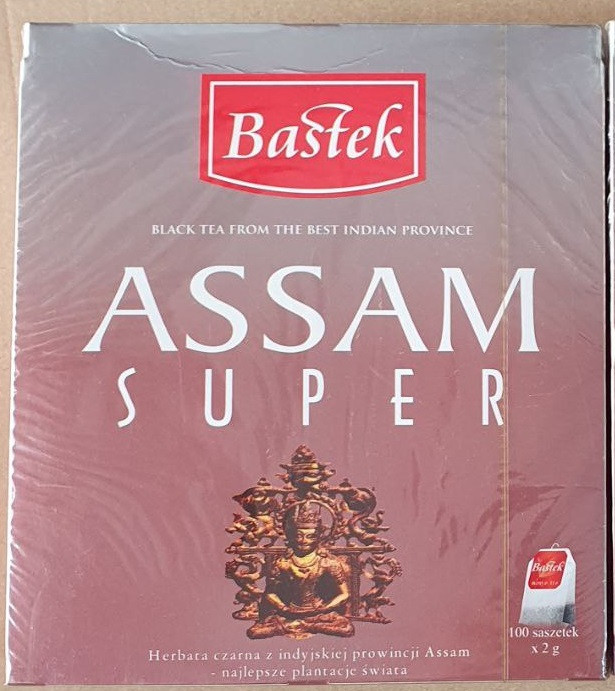 Bastek
BLACK TEA FROM THE BEST INDIAN PROVINCE
ASSAM
SUPER
Bastek
100 saszetek
x 2 g
Herbata czarna z indyjskiej prowincji Assam
- najlepsze plantacje świata